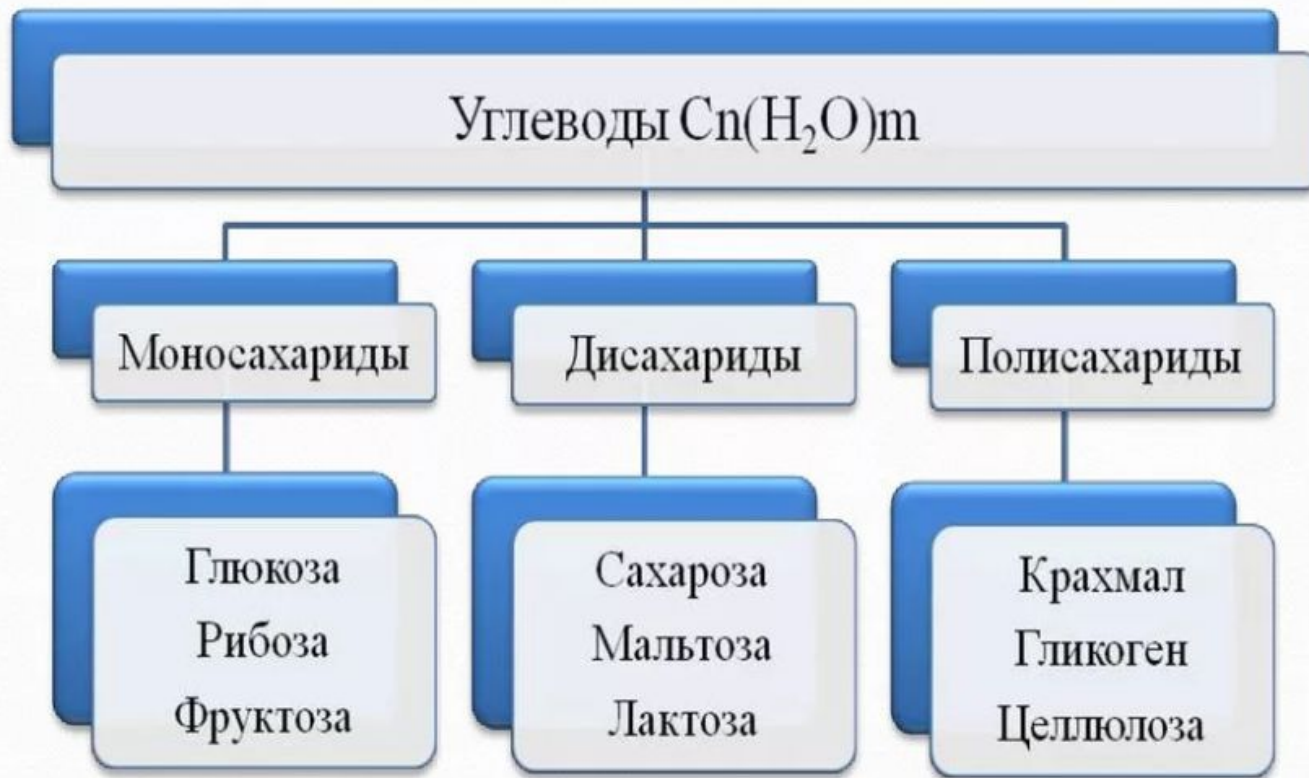 Углеводы Cn(H₂O)m
Моносахариды
Дисахариды
Полисахариды
Глюкоза
Рибоза
Фруктоза
Сахароза
Мальтоза
Лактоза
Крахмал
Гликоген
Целлюлоза